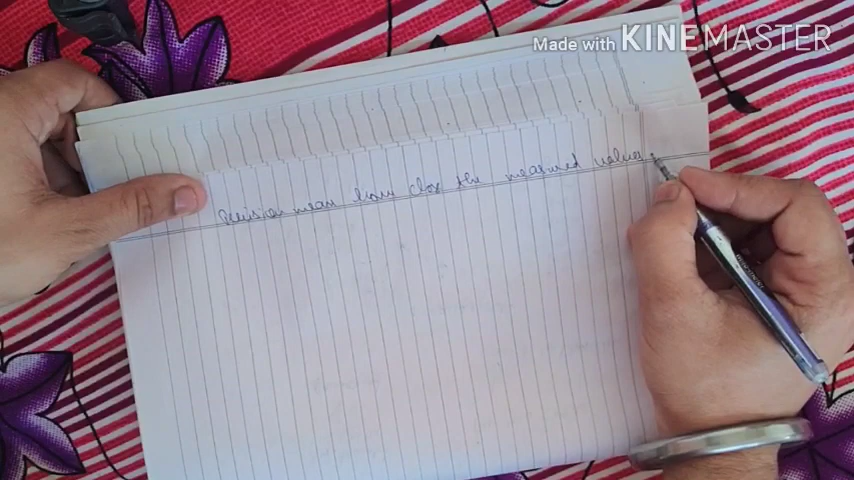 Made with KINEMASTER
Precision mean how close the measured values